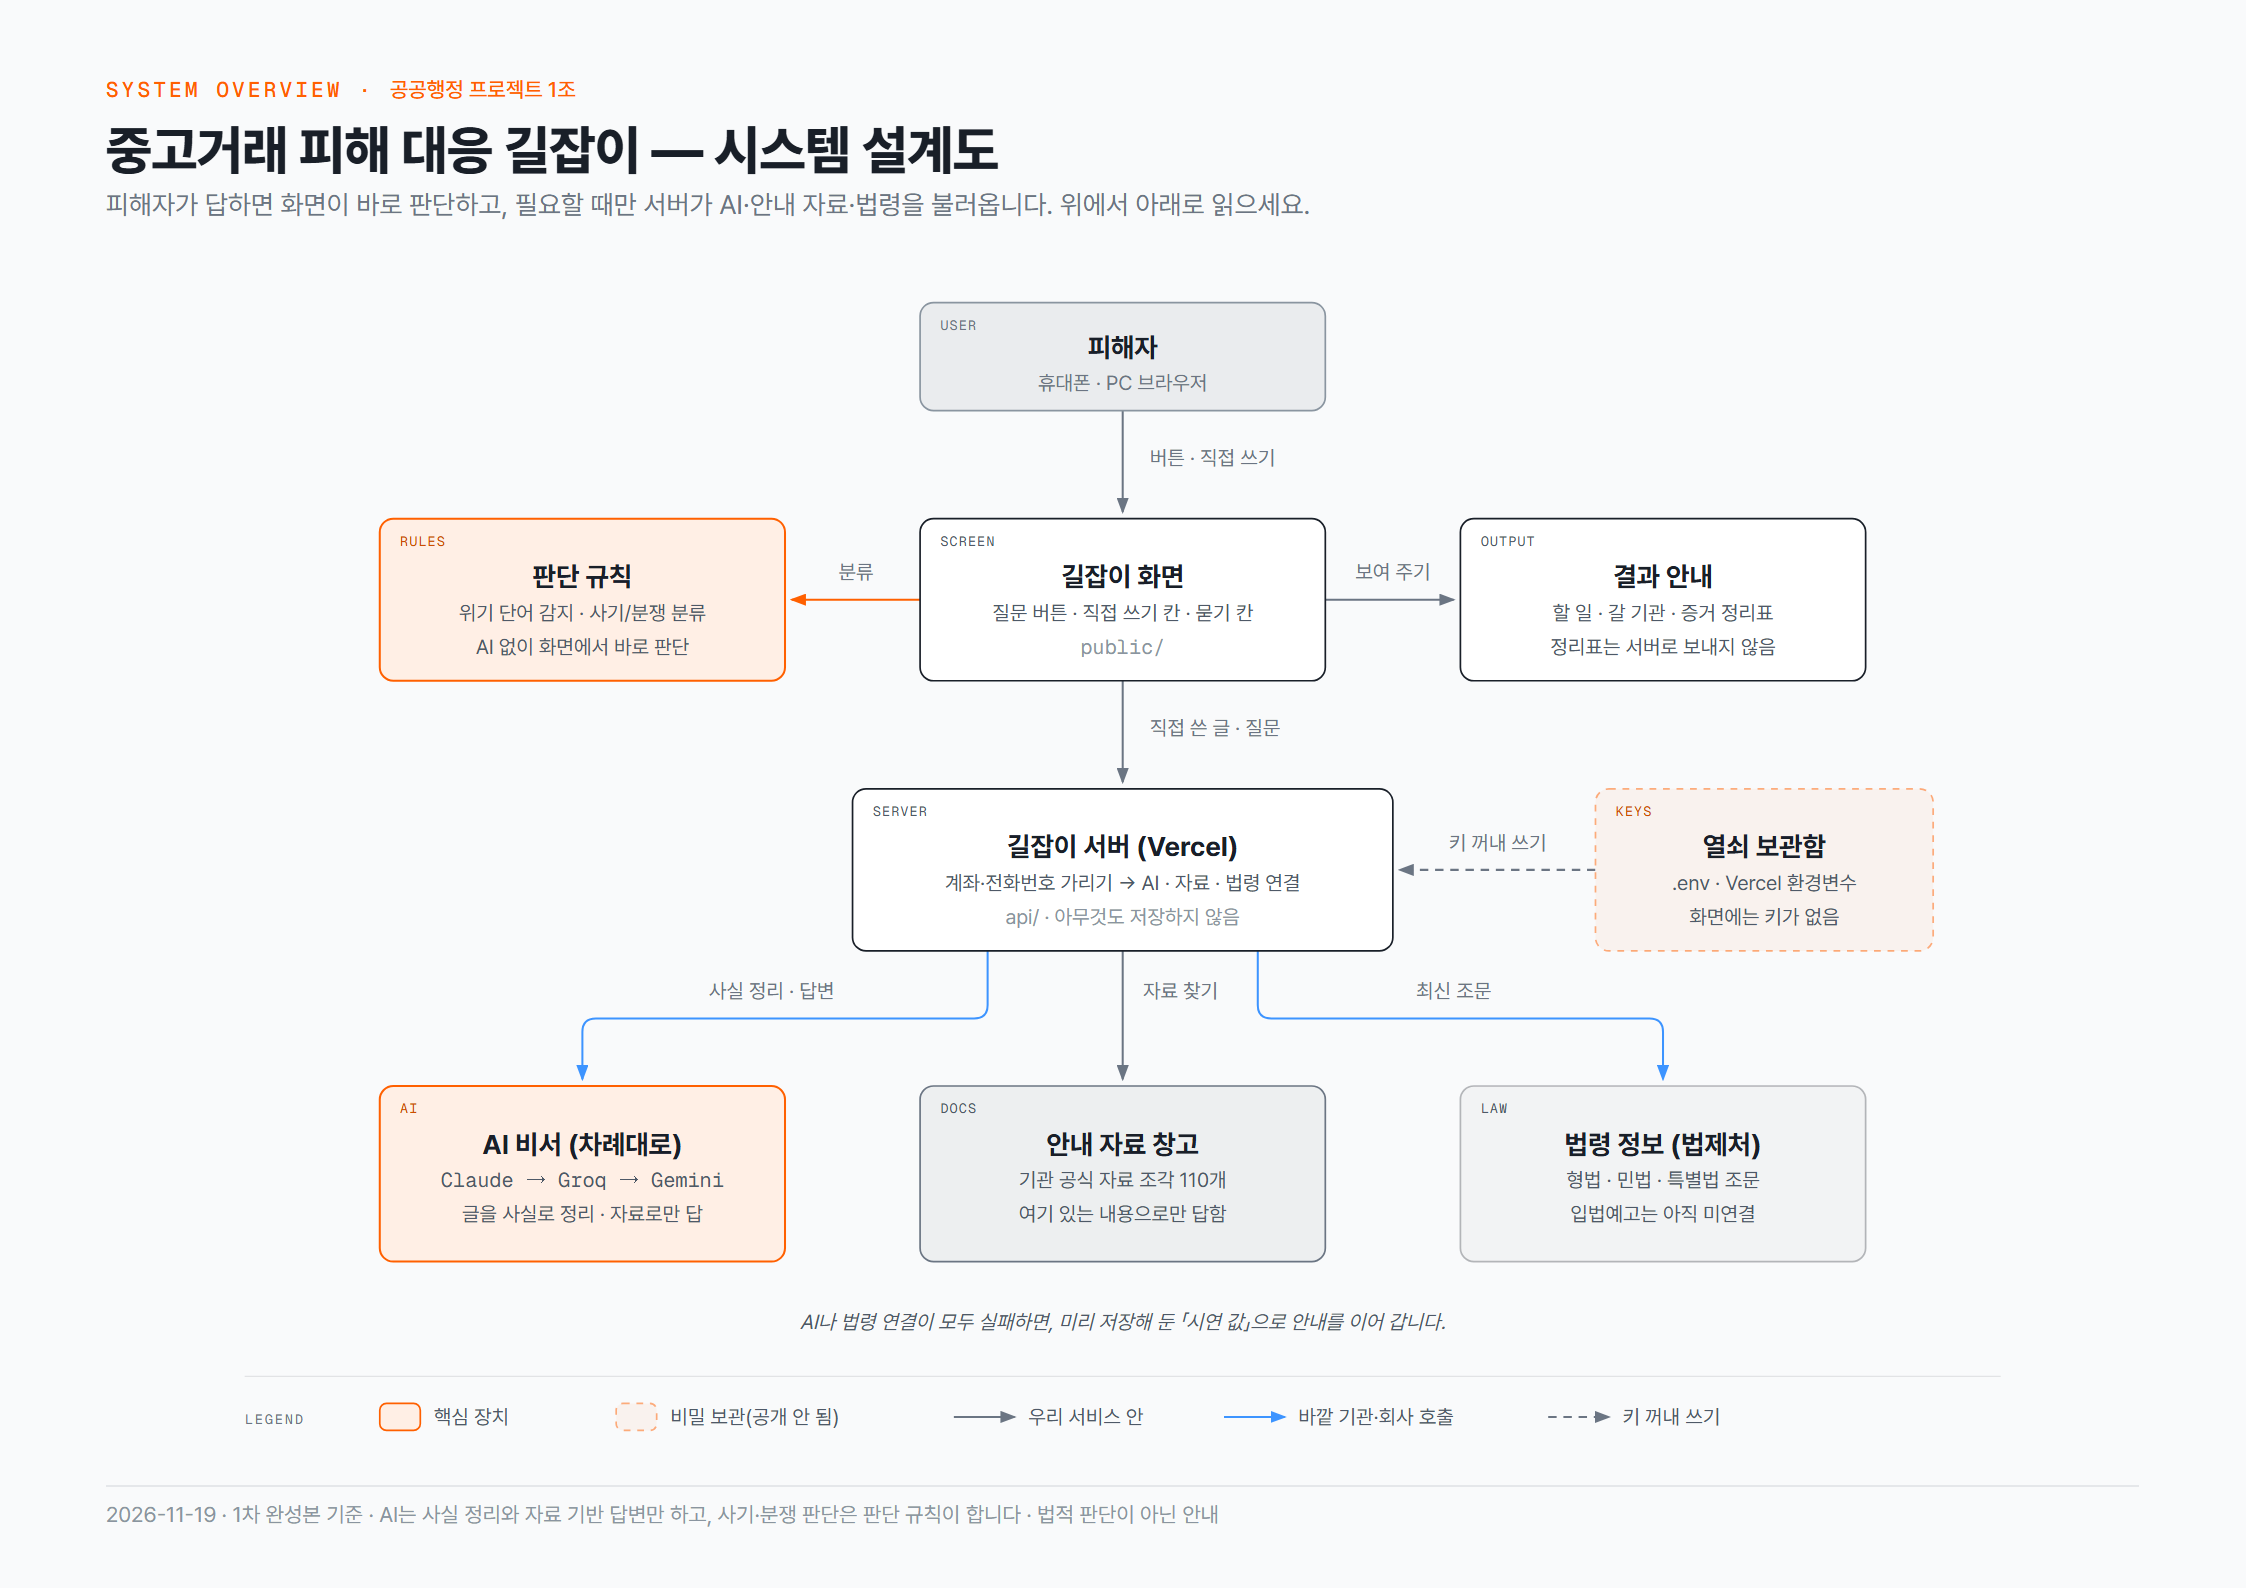 SYSTEM OVERVIEW · 공공행정 프로젝트 1조
중고거래 피해 대응 길잡이 — 시스템 설계도
피해자가 답하면 화면이 바로 판단하고, 필요할 때만 서버가 AI·안내 자료·법령을 불러옵니다. 위에서 아래로 읽으세요.
USER
피해자
휴대폰 · PC 브라우저
버튼 · 직접 쓰기
RULES
판단 규칙
위기 단어 감지 · 사기/분쟁 분류
AI 없이 화면에서 바로 판단
분류
SCREEN
길잡이 화면
질문 버튼 · 직접 쓰기 칸 · 묻기 칸
public/
보여 주기
OUTPUT
결과 안내
할 일 · 갈 기관 · 증거 정리표
정리표는 서버로 보내지 않음
직접 쓴 글 · 질문
SERVER
길잡이 서버 (Vercel)
계좌·전화번호 가리기 → AI · 자료 · 법령 연결
api/ · 아무것도 저장하지 않음
키 꺼내 쓰기
KEYS
열쇠 보관함
.env · Vercel 환경변수
화면에는 키가 없음
사실 정리 · 답변
자료 찾기
최신 조문
AI
AI 비서 (차례대로)
Claude → Groq → Gemini
글을 사실로 정리 · 자료로만 답
DOCS
안내 자료 창고
기관 공식 자료 조각 110개
여기 있는 내용으로만 답함
LAW
법령 정보 (법제처)
형법 · 민법 · 특별법 조문
입법예고는 아직 미연결
AI나 법령 연결이 모두 실패하면, 미리 저장해 둔 「시연 값」으로 안내를 이어 갑니다.
LEGEND
핵심 장치
비밀 보관(공개 안 됨)
우리 서비스 안
바깥 기관·회사 호출
키 꺼내 쓰기
2026-11-19 · 1차 완성본 기준 · AI는 사실 정리와 자료 기반 답변만 하고, 사기·분쟁 판단은 판단 규칙이 합니다 · 법적 판단이 아닌 안내